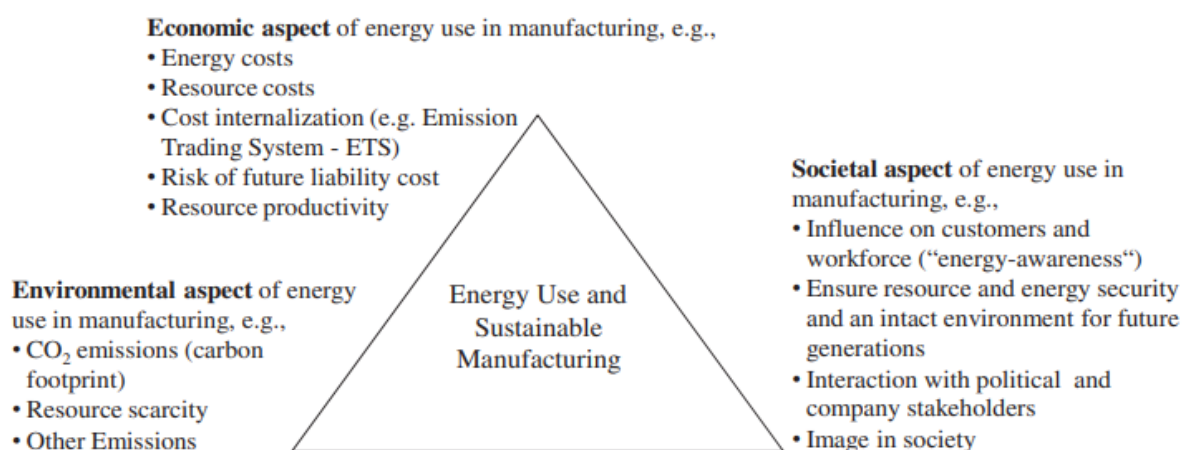 Economic aspect of energy use in manufacturing, e.g.,
• Energy costs
• Resource costs
• Cost internalization (e.g. Emission
Trading System - ETS)
• Risk of future liability cost
• Resource productivity
Environmental aspect of energy
use in manufacturing, e.g.,
• CO₂ emissions (carbon
footprint)
• Resource scarcity
• Other Emissions
Energy Use and
Sustainable
Manufacturing
Societal aspect of energy use in
manufacturing, e.g.,
• Influence on customers and
workforce (“energy-awareness“)
• Ensure resource and energy security
and an intact environment for future
generations
• Interaction with political and
company stakeholders
• Image in society